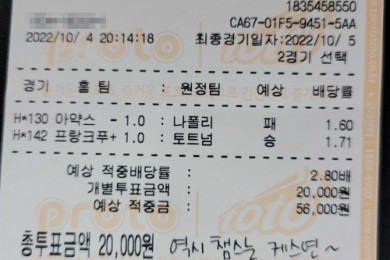 1835458550
CA67-01F5-9451-5AA
2022/10/ 4 20:14:18 최종경기일자:2022/10/ 5
2경기 선택
경기 홈 팀 : 원정팀 예상 배당률
H*130 아약스 - 1.0 : 나폴리 패 1.60
H*142 프랑크푸+ 1.0 : 토트넘 승 1.71
예상 적중배당률 : 2.80배
개별투표금액 : 20,000원
예상 적중금 : 56,000원
총투표금액 20,000원 역시 챔스는 케스면~